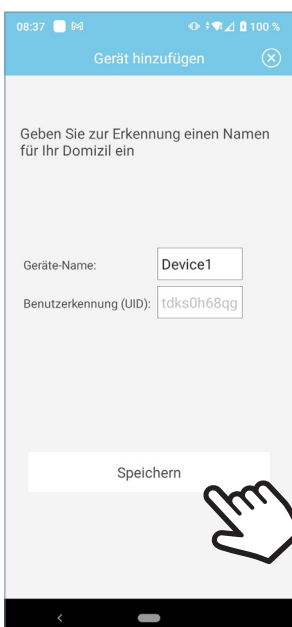 08:37 100 %
Gerät hinzufügen
Geben Sie zur Erkennung einen Namen
für Ihr Domizil ein
Geräte-Name: Device1
Benutzerkennung (UID): tdks0h68qg
Speichern